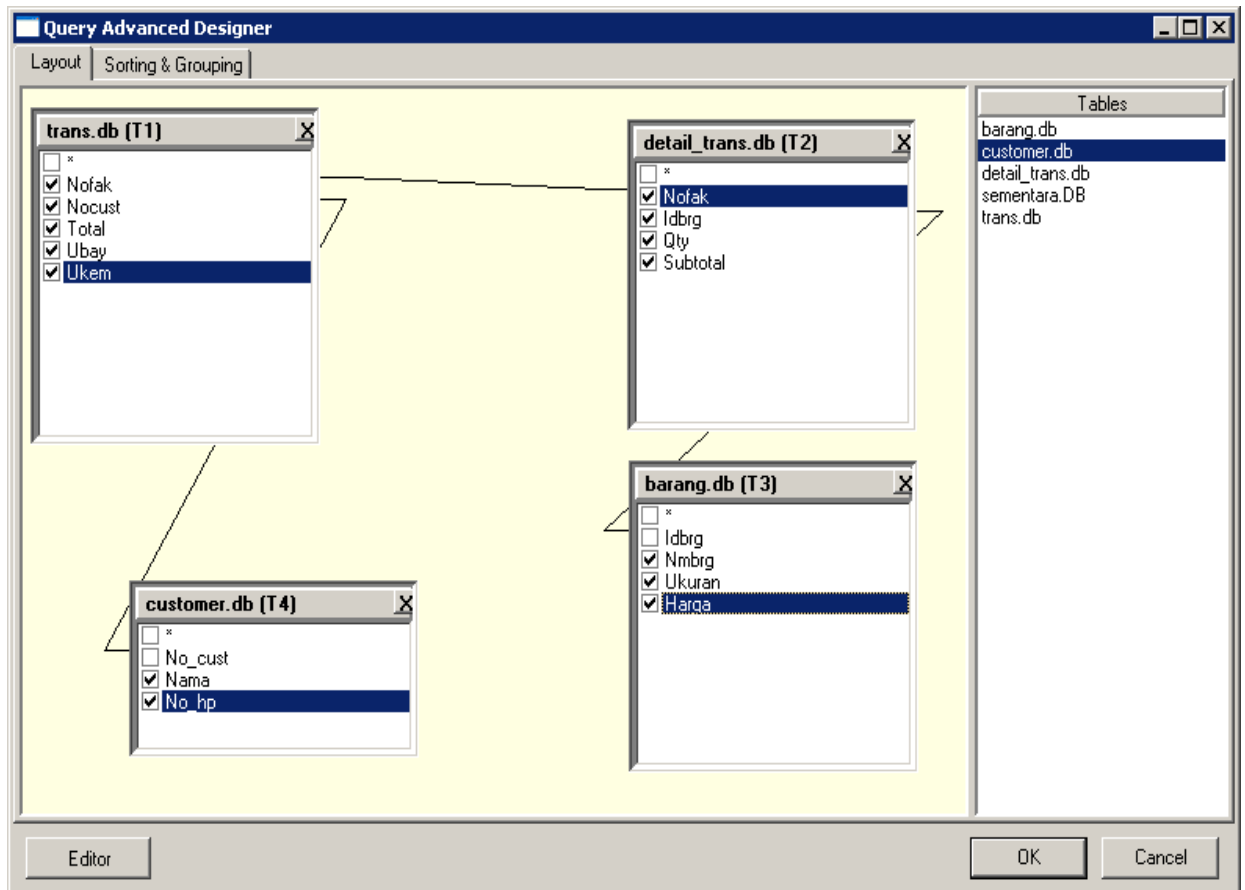 Query Advanced Designer
Layout
Sorting & Grouping
trans.db (T1) X
*
Nofak
Nocust
Total
Ubay
Ukem
detail_trans.db (T2) X
*
Nofak
Idbrg
Qty
Subtotal
barang.db (T3) X
*
Idbrg
Nmbrg
Ukuran
Harga
customer.db (T4) X
*
No_cust
Nama
No_hp
Tables
barang.db
customer.db
detail_trans.db
sementara.DB
trans.db
Editor
OK
Cancel